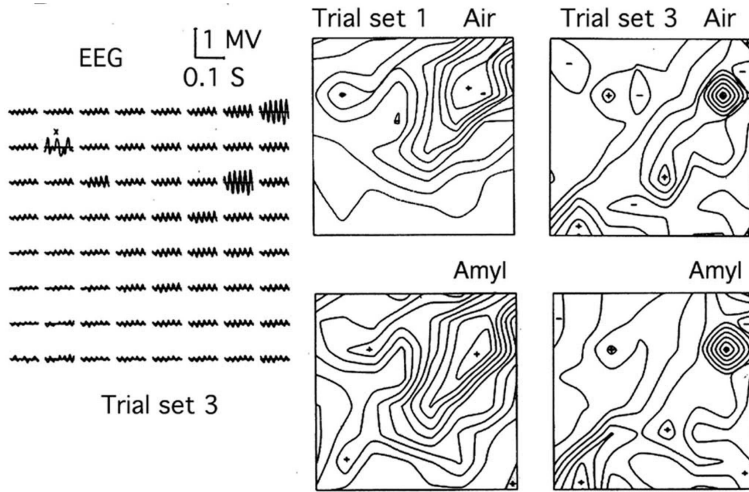 EEG
1 MV
0.1 S
x
Trial set 3
Trial set 1 Air
Trial set 3 Air
Amyl
Amyl